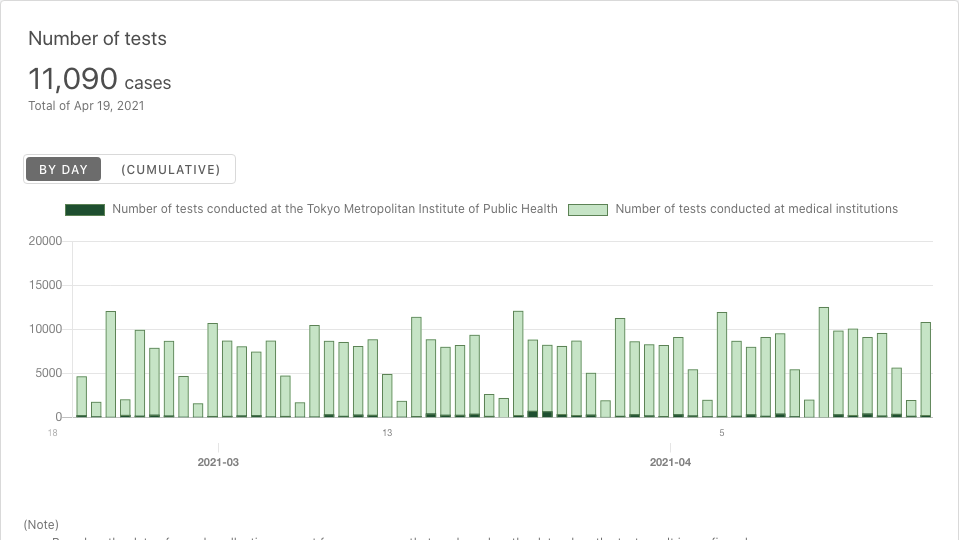 Number of tests
11,090 cases
Total of Apr 19, 2021
BY DAY (CUMULATIVE)
Number of tests conducted at the Tokyo Metropolitan Institute of Public Health Number of tests conducted at medical institutions
20000
15000
10000
5000
0
18 13 5
2021-03 2021-04
(Note)